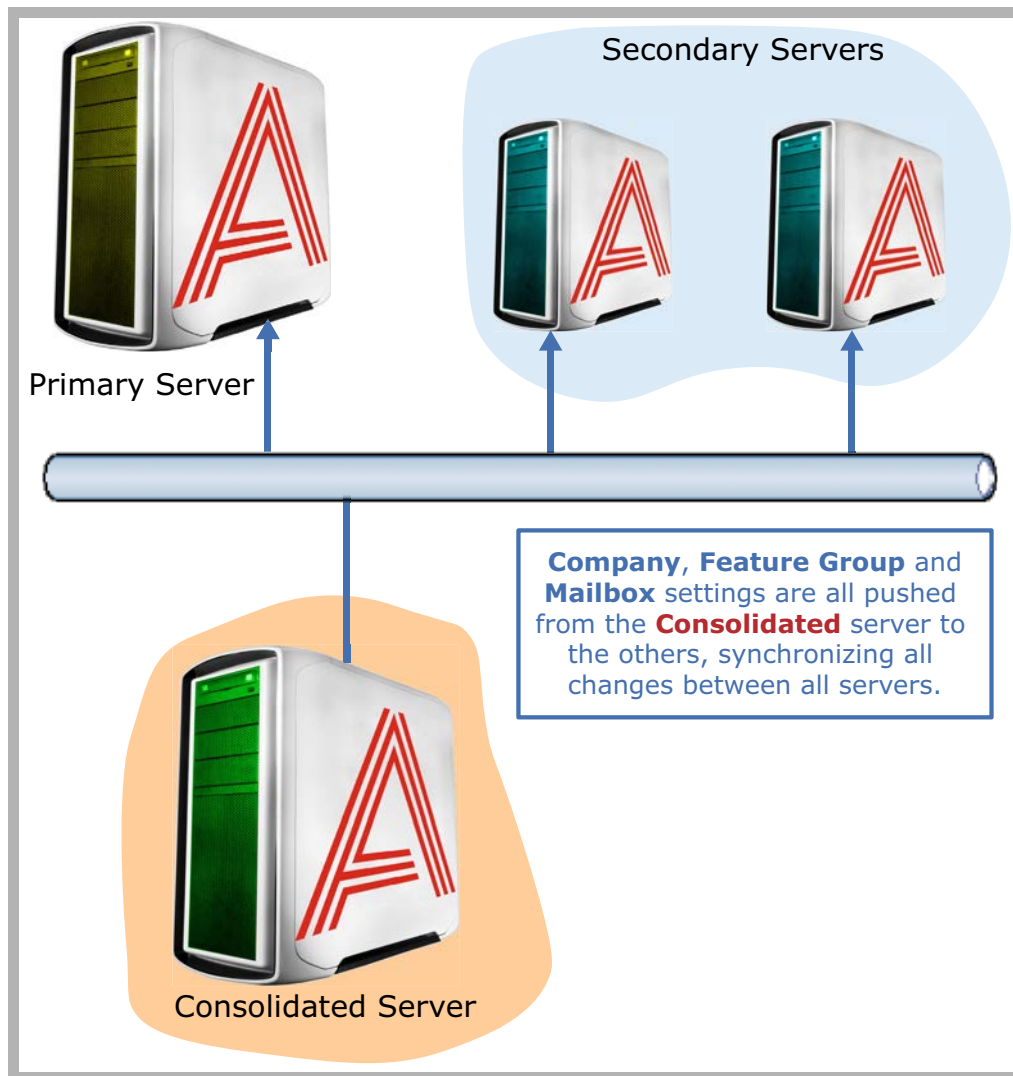 Secondary Servers
Primary Server
Company, Feature Group and
Mailbox settings are all pushed
from the Consolidated server to
the others, synchronizing all
changes between all servers.
Consolidated Server